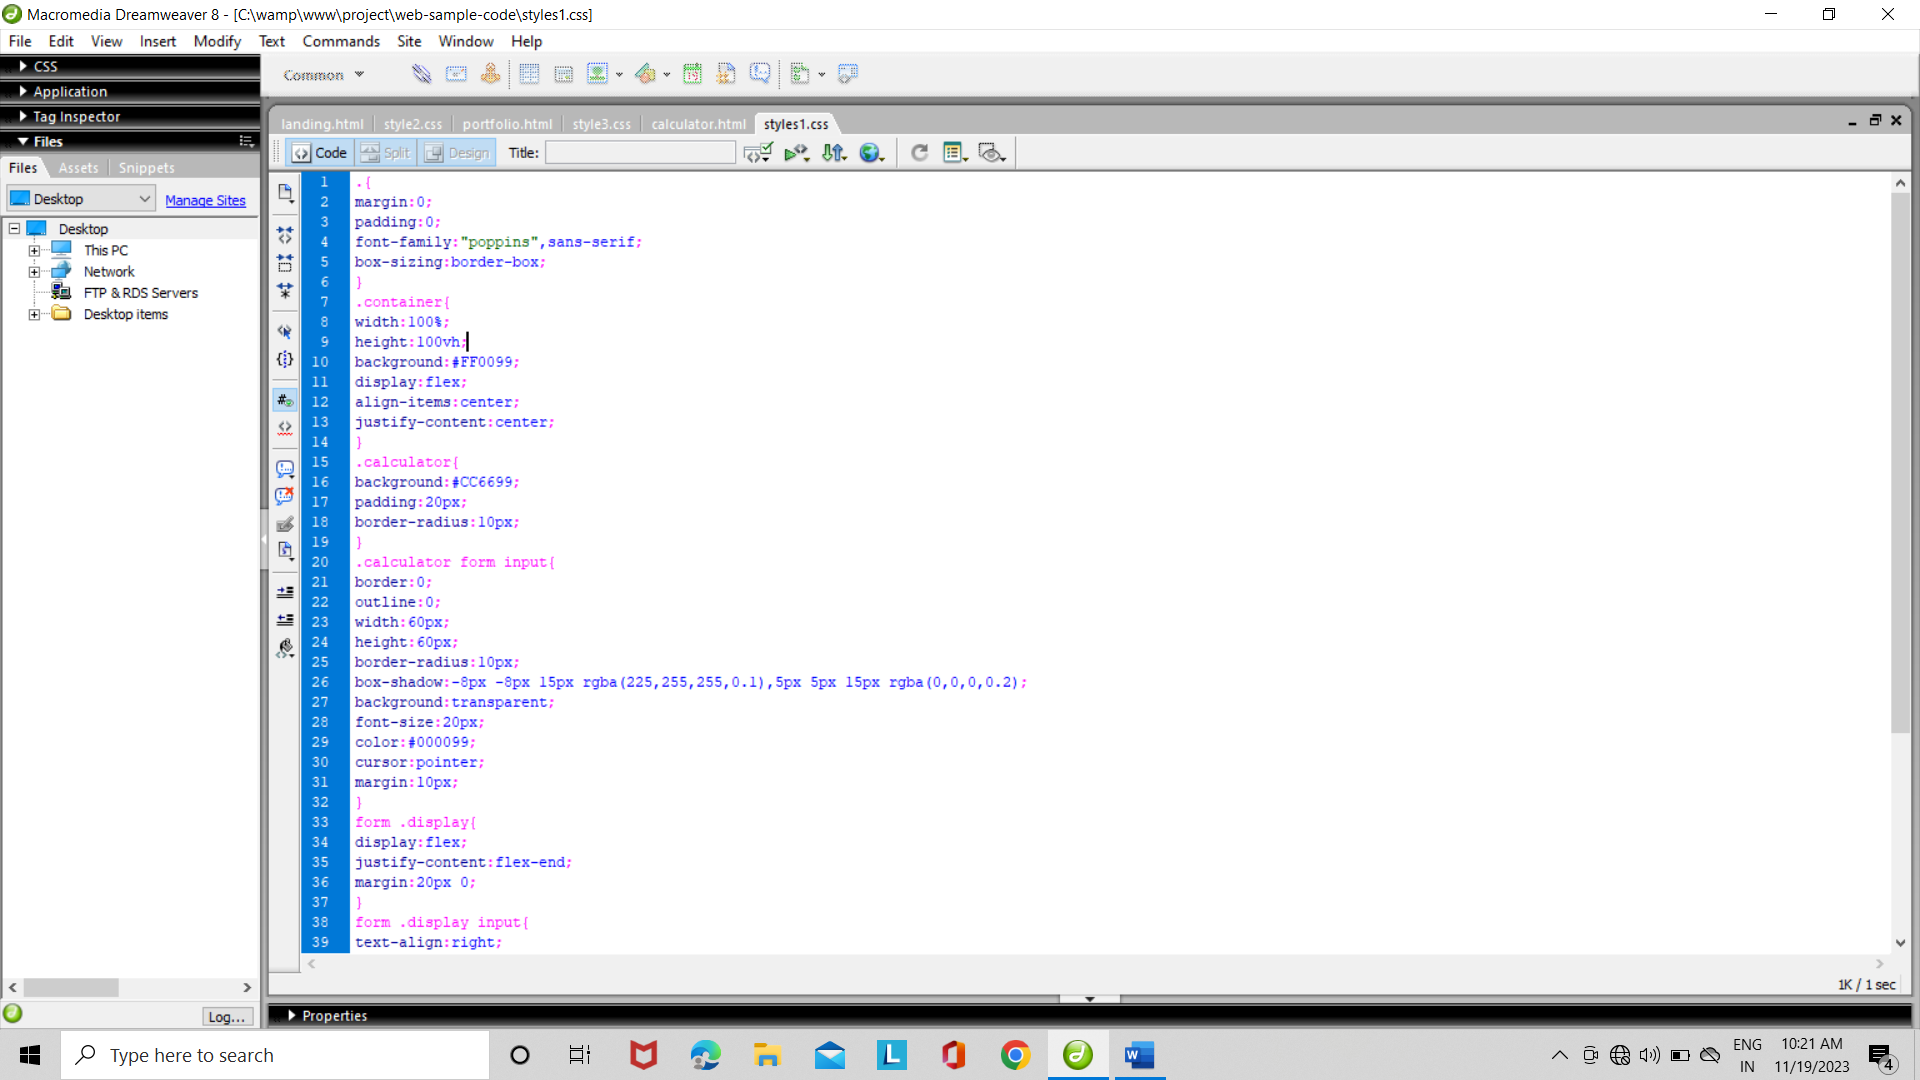 Macromedia Dreamweaver 8 - [C:\wamp\www\project\web-sample-code\styles1.css]
File Edit View Insert Modify Text Commands Site Window Help
CSS
Application
Tag Inspector
Files
Files Assets Snippets
Desktop Manage Sites
Desktop
This PC
Network
FTP & RDS Servers
Desktop items
Log...
Common
landing.html style2.css portfolio.html style3.css calculator.html styles1.css
Code Split Design Title:
1 .{
2 margin:0;
3 padding:0;
4 font-family:"poppins",sans-serif;
5 box-sizing:border-box;
6 }
7 .container{
8 width:100%;
9 height:100vh;
10 background:#FF0099;
11 display:flex;
12 align-items:center;
13 justify-content:center;
14 }
15 .calculator{
16 background:#CC6699;
17 padding:20px;
18 border-radius:10px;
19 }
20 .calculator form input{
21 border:0;
22 outline:0;
23 width:60px;
24 height:60px;
25 border-radius:10px;
26 box-shadow:-8px -8px 15px rgba(225,255,255,0.1),5px 5px 15px rgba(0,0,0,0.2);
27 background:transparent;
28 font-size:20px;
29 color:#000099;
30 cursor:pointer;
31 margin:10px;
32 }
33 form .display{
34 display:flex;
35 justify-content:flex-end;
36 margin:20px 0;
37 }
38 form .display input{
39 text-align:right;
1K / 1 sec
Properties
Type here to search
ENG
IN
10:21 AM
11/19/2023
4